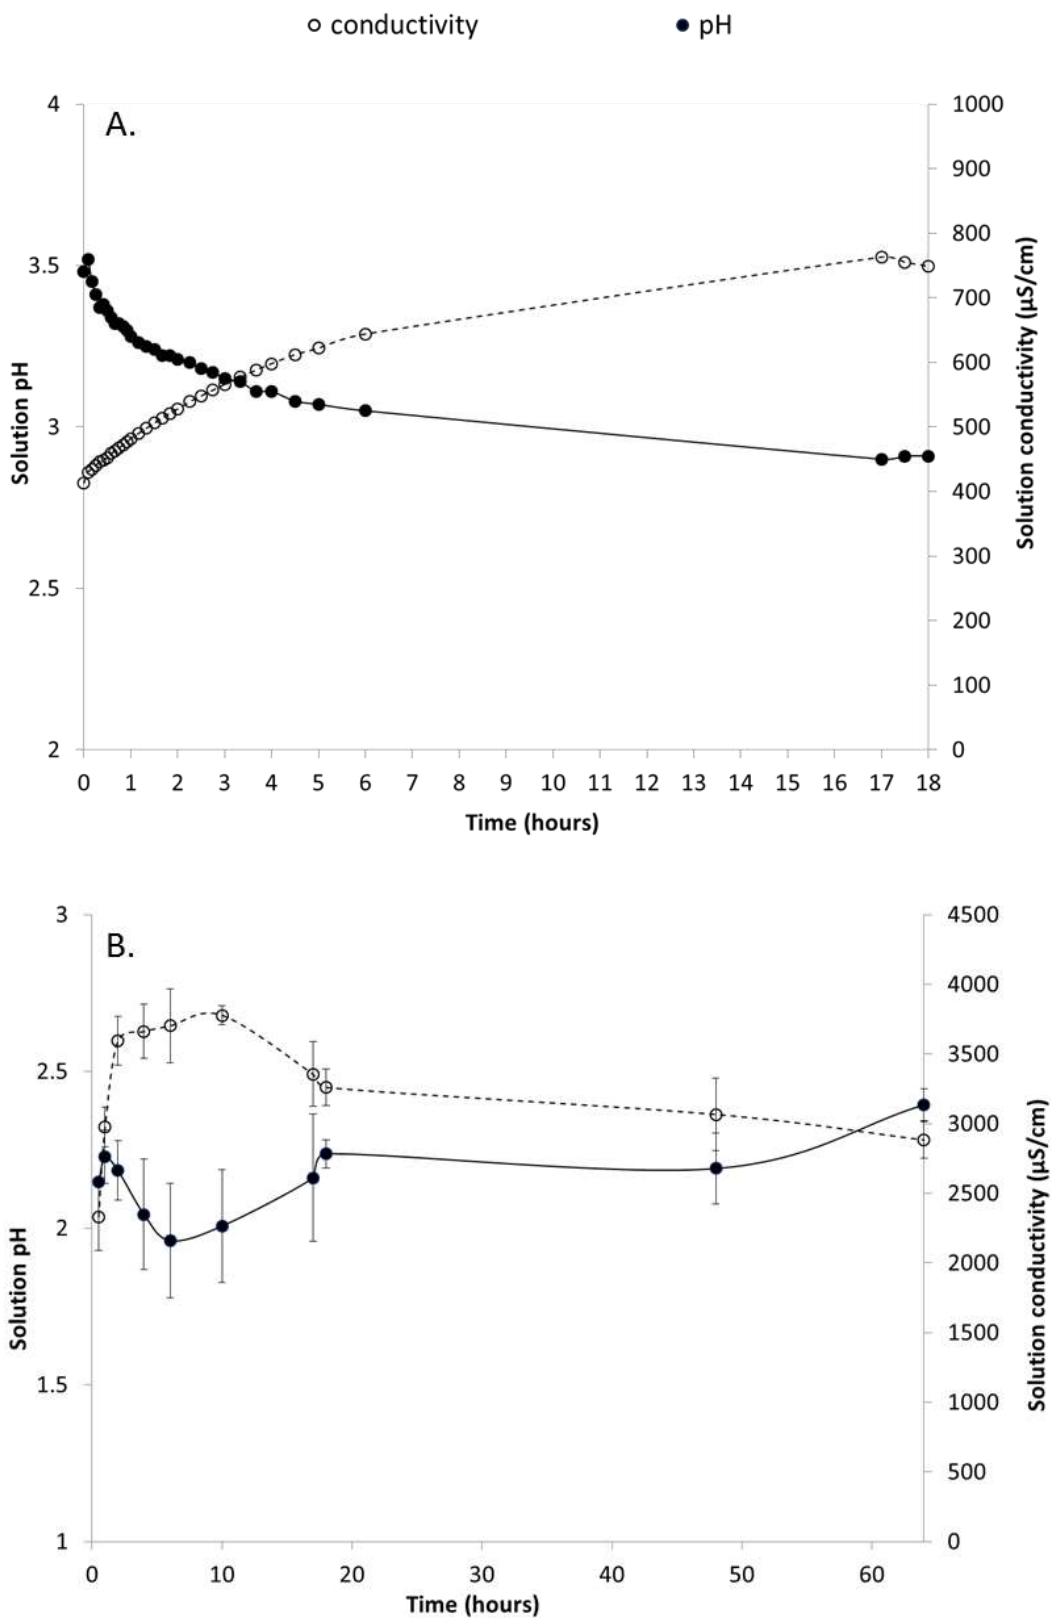 conductivity pH
A.
4
3.5
3
2.5
2
Solution pH
1000
900
800
700
600
500
400
300
200
100
0
Solution conductivity (µS/cm)
0 1 2 3 4 5 6 7 8 9 10 11 12 13 14 15 16 17 18
Time (hours)
B.
3
2.5
2
1.5
1
Solution pH
4500
4000
3500
3000
2500
2000
1500
1000
500
0
Solution conductivity (µS/cm)
0 10 20 30 40 50 60
Time (hours)